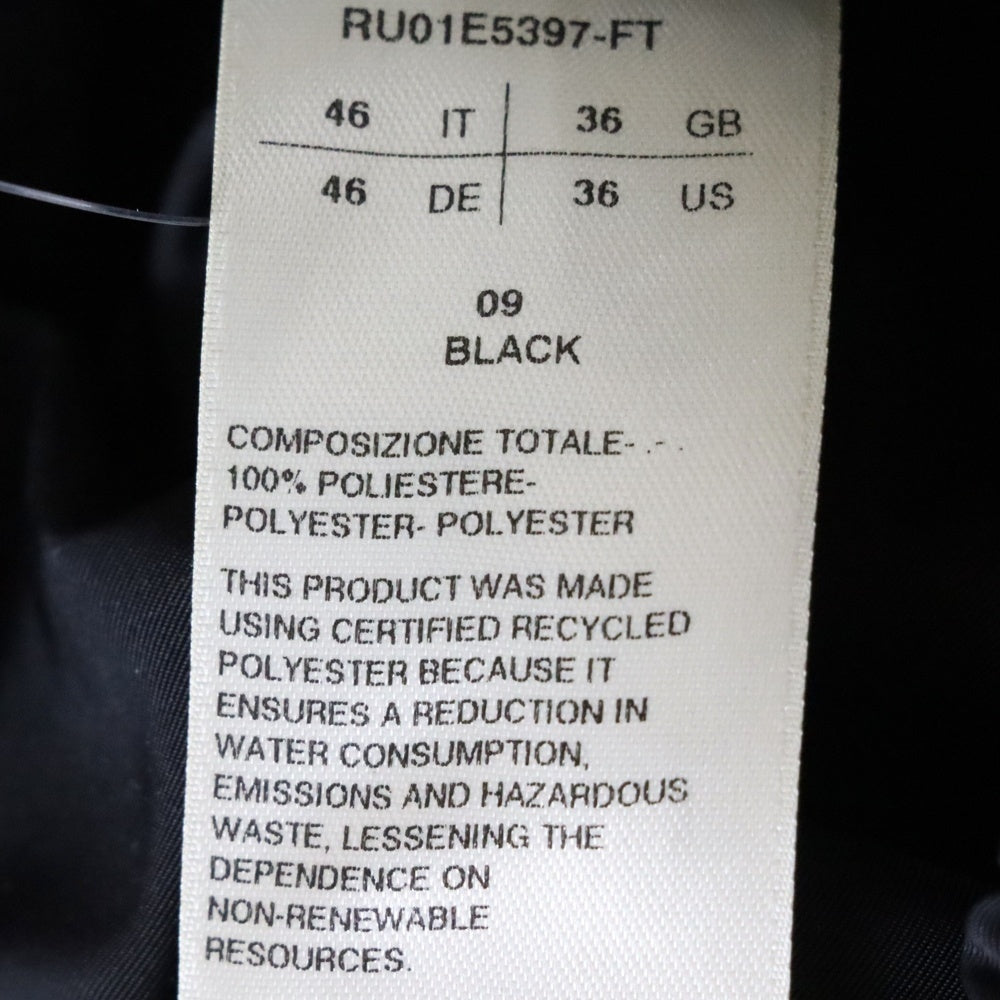 RU01E5397-FT
46 IT 36 GB
46 DE 36 US
09
BLACK
COMPOSIZIONE TOTALE- .- .
100% POLIESTERE-
POLYESTER- POLYESTER
THIS PRODUCT WAS MADE
USING CERTIFIED RECYCLED
POLYESTER BECAUSE IT
ENSURES A REDUCTION IN
WATER CONSUMPTION,
EMISSIONS AND HAZARDOUS
WASTE, LESSENING THE
DEPENDENCE ON
NON-RENEWABLE
RESOURCES.